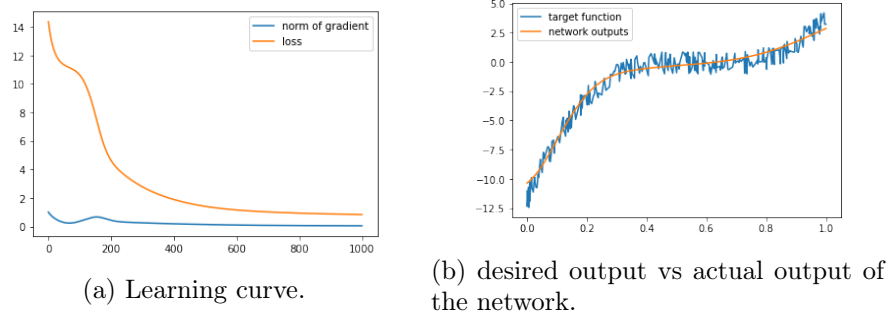 norm of gradient
loss
14
12
10
8
6
4
2
0
0 200 400 600 800 1000
(a) Learning curve.
target function
network outputs
5.0
2.5
0.0
-2.5
-5.0
-7.5
-10.0
-12.5
0.0 0.2 0.4 0.6 0.8 1.0
(b) desired output vs actual output of
the network.